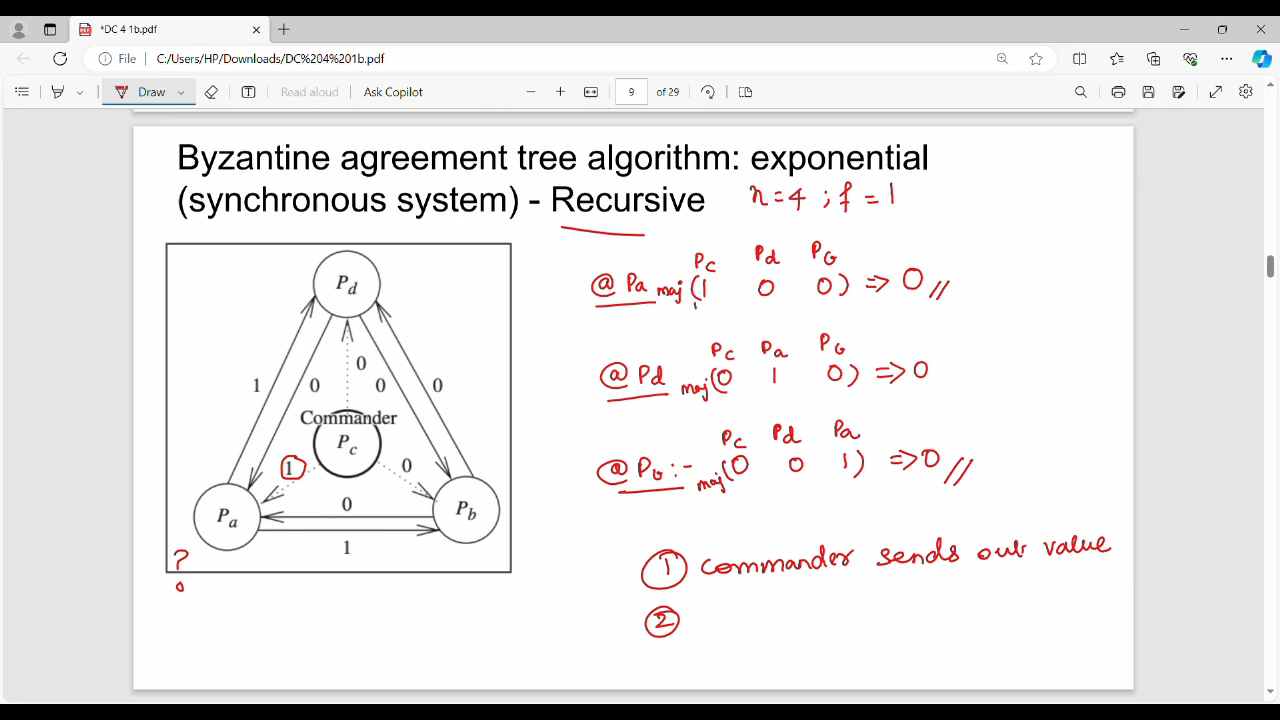 *DC 4 1b.pdf
File C:/Users/HP/Downloads/DC%204%201b.pdf
Draw Read aloud Ask Copilot 9 of 29
Byzantine agreement tree algorithm: exponential
(synchronous system) - Recursive n=4 ; f=1
Pd
1 0 0 0 0
Commander
Pc
1 0
Pa Pb
0
1
?
Pc Pd Pb
@ Pa maj (1 0 0) => 0 //
Pc Pa Pb
@ Pd maj (0 1 0) => 0
Pc Pd Pa
@ Pb :- maj (0 0 1) => 0 //
① Commander sends out value
②